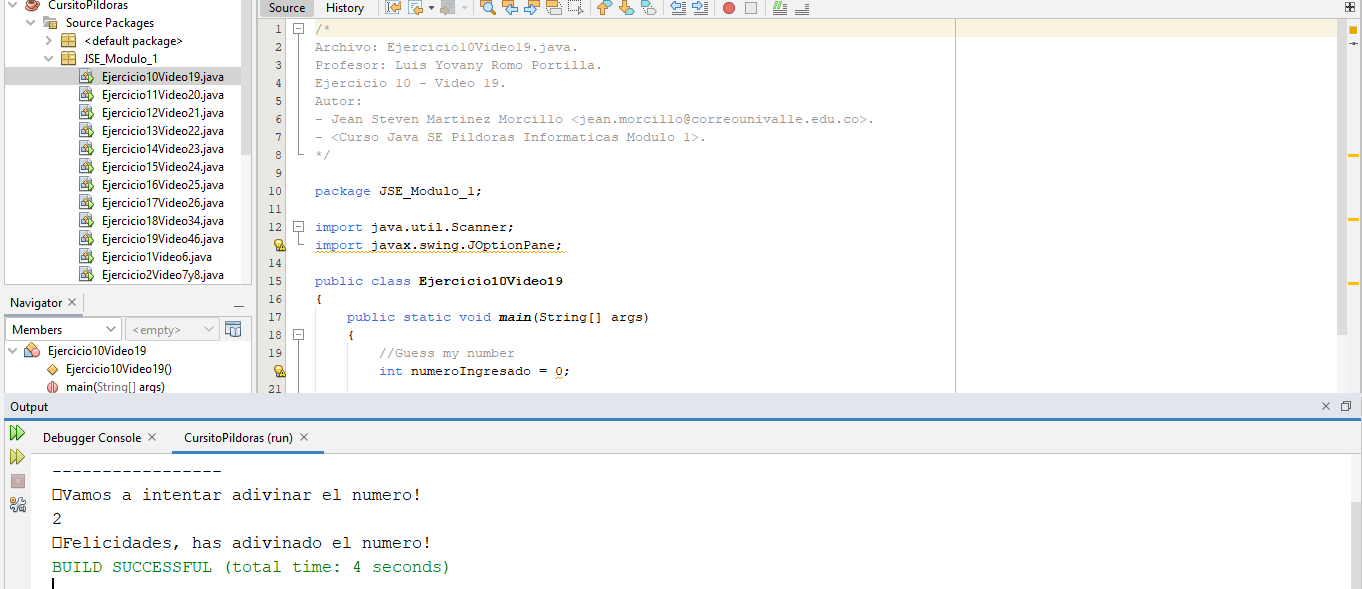 CursitoPildoras
Source Packages
<default package>
JSE_Modulo_1
Ejercicio10Video19.java
Ejercicio11Video20.java
Ejercicio12Video21.java
Ejercicio13Video22.java
Ejercicio14Video23.java
Ejercicio15Video24.java
Ejercicio16Video25.java
Ejercicio17Video26.java
Ejercicio18Video34.java
Ejercicio19Video46.java
Ejercicio1Video6.java
Ejercicio2Video7y8.java
Navigator
Members
<empty>
Ejercicio10Video19
Ejercicio10Video19()
main(String[] args)
Source History
1 /*
2 Archivo: Ejercicio10Video19.java.
3 Profesor: Luis Yovany Romo Portilla.
4 Ejercicio 10 - Video 19.
5 Autor:
6 - Jean Steven Martinez Morcillo <jean.morcillo@correounivalle.edu.co>.
7 - <Curso Java SE Pildoras Informaticas Modulo 1>.
8 */
9
10 package JSE_Modulo_1;
11
12 import java.util.Scanner;
import javax.swing.JOptionPane;
14
15 public class Ejercicio10Video19
16 {
17 public static void main(String[] args)
18 {
19 //Guess my number
int numeroIngresado = 0;
21
Output
Debugger Console CursitoPildoras (run)
-----------------
□Vamos a intentar adivinar el numero!
2
□Felicidades, has adivinado el numero!
BUILD SUCCESSFUL (total time: 4 seconds)